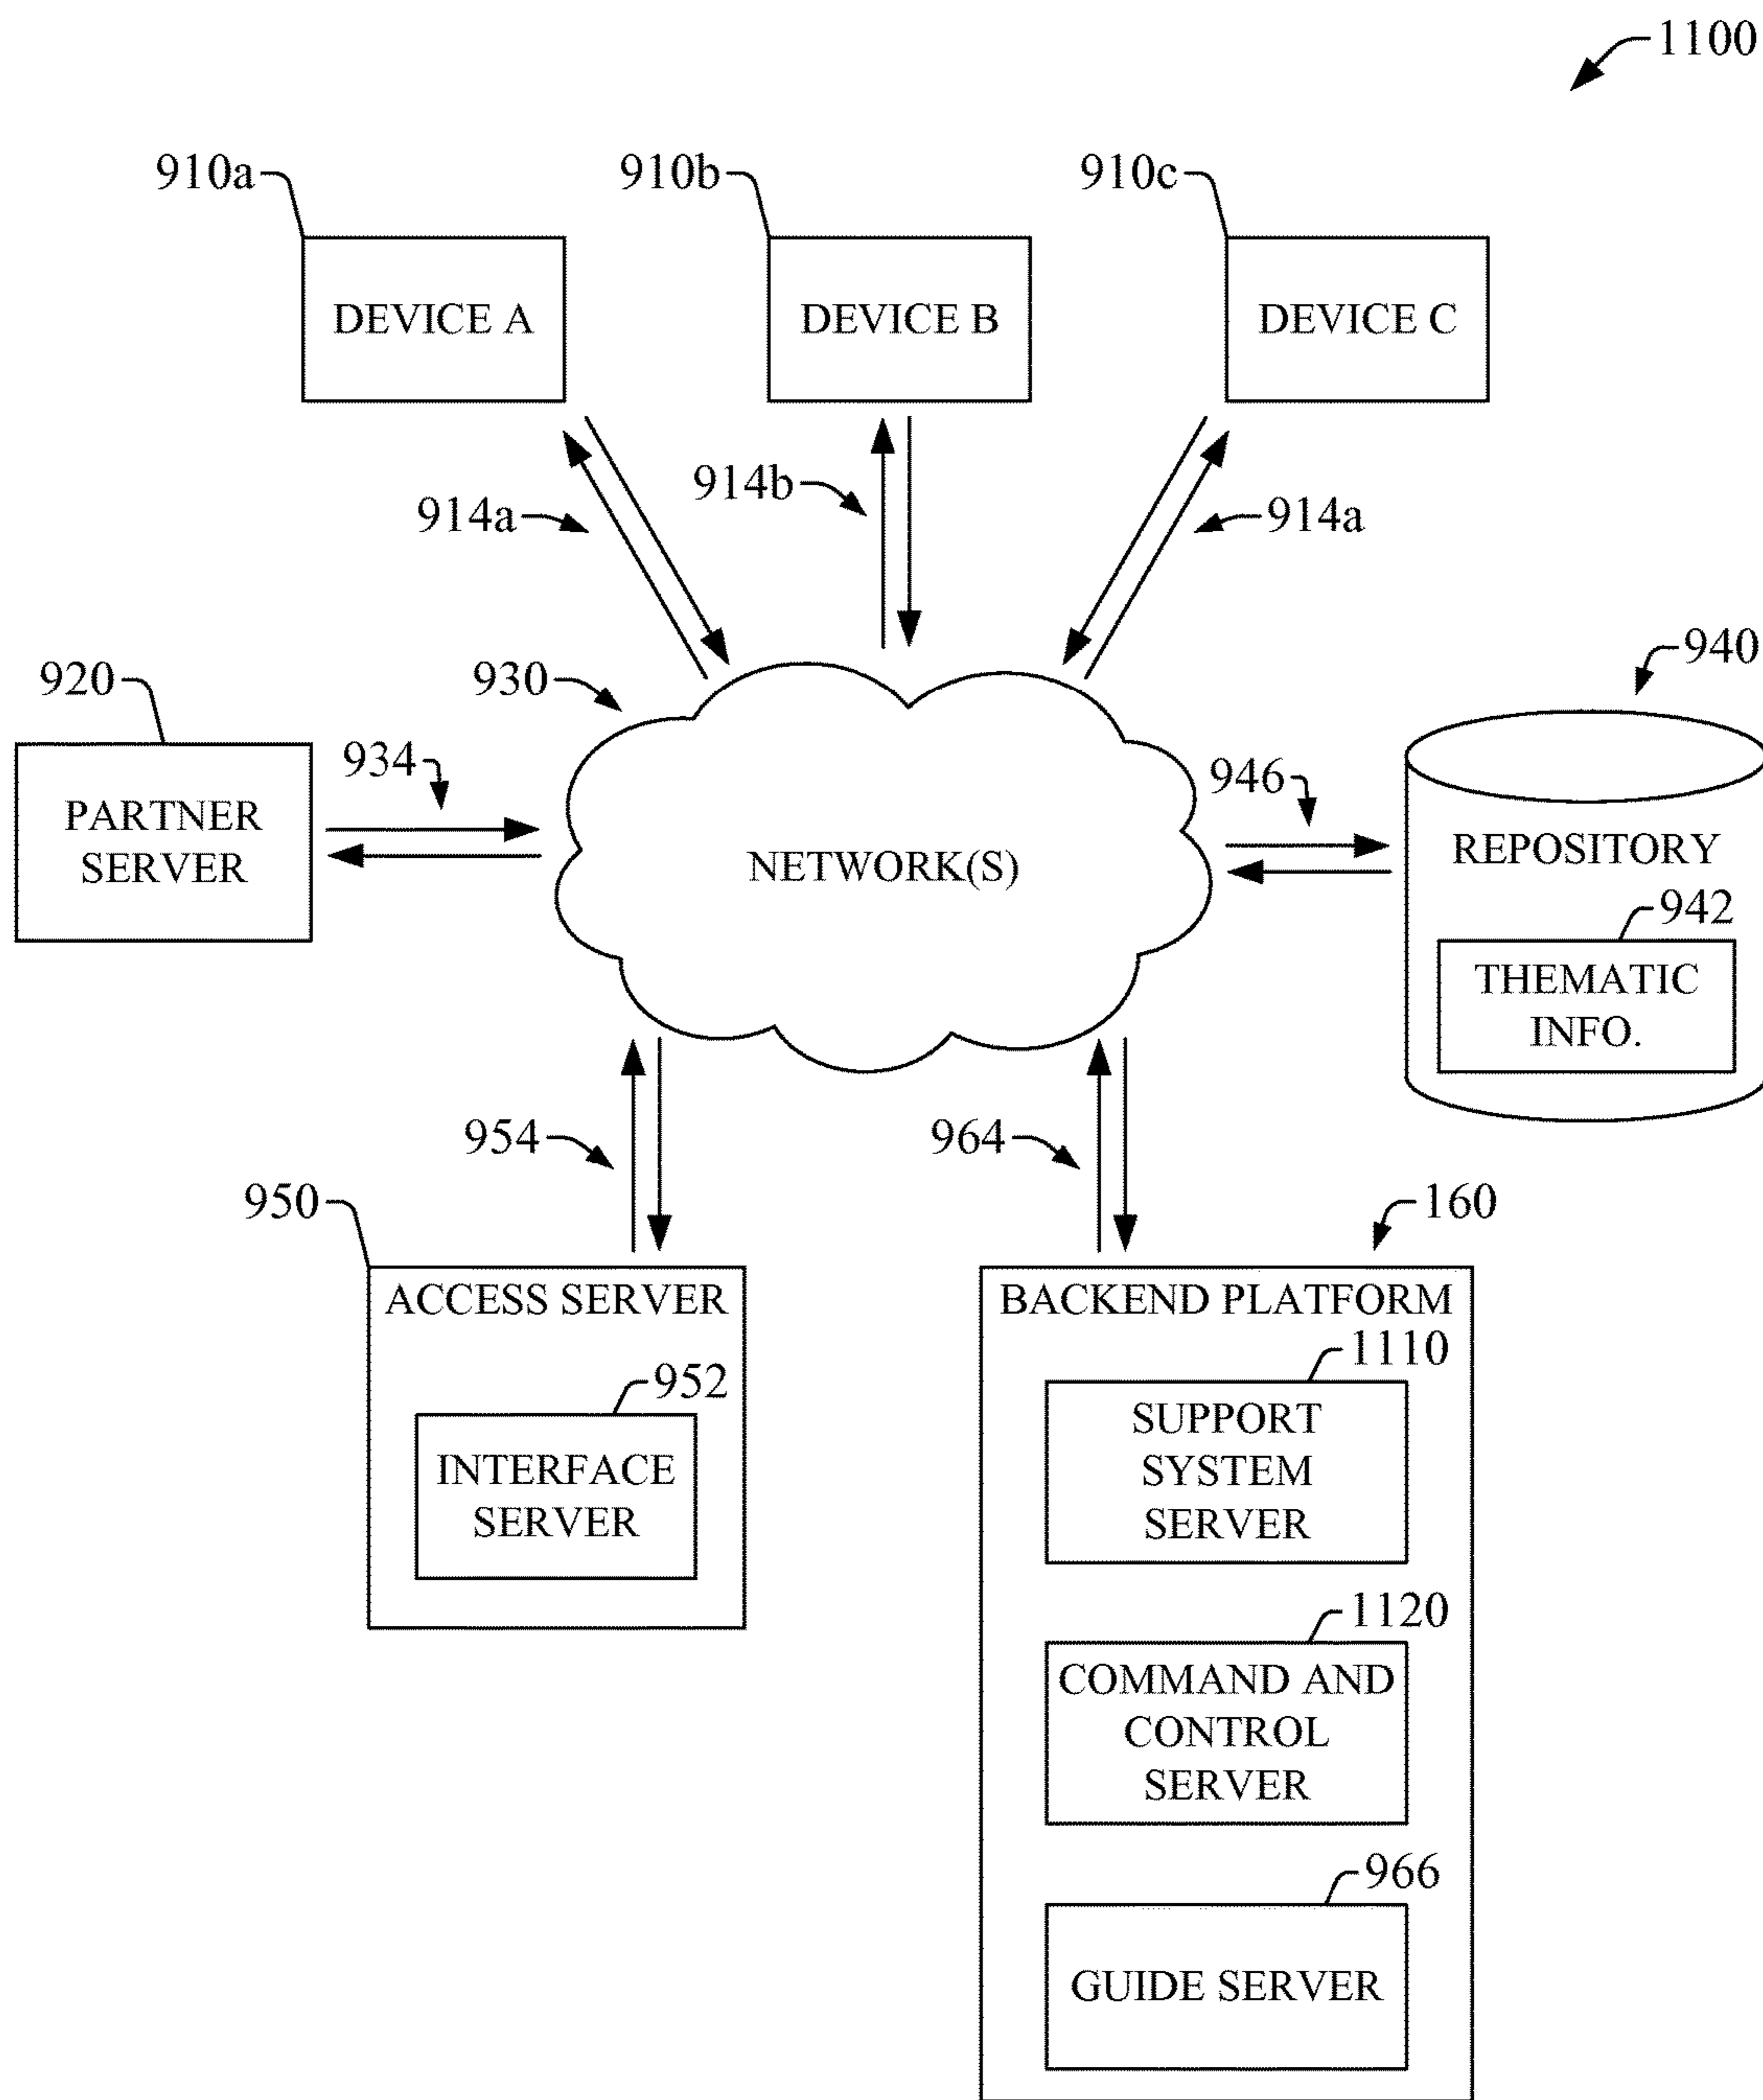 1100
910a
910b
910c
DEVICE A
DEVICE B
DEVICE C
914a
914b
914a
920
930
940
934
946
PARTNER
SERVER
NETWORK(S)
REPOSITORY
942
THEMATIC
INFO.
954
964
950
160
ACCESS SERVER
952
INTERFACE
SERVER
BACKEND PLATFORM
1110
SUPPORT
SYSTEM
SERVER
1120
COMMAND AND
CONTROL
SERVER
966
GUIDE SERVER